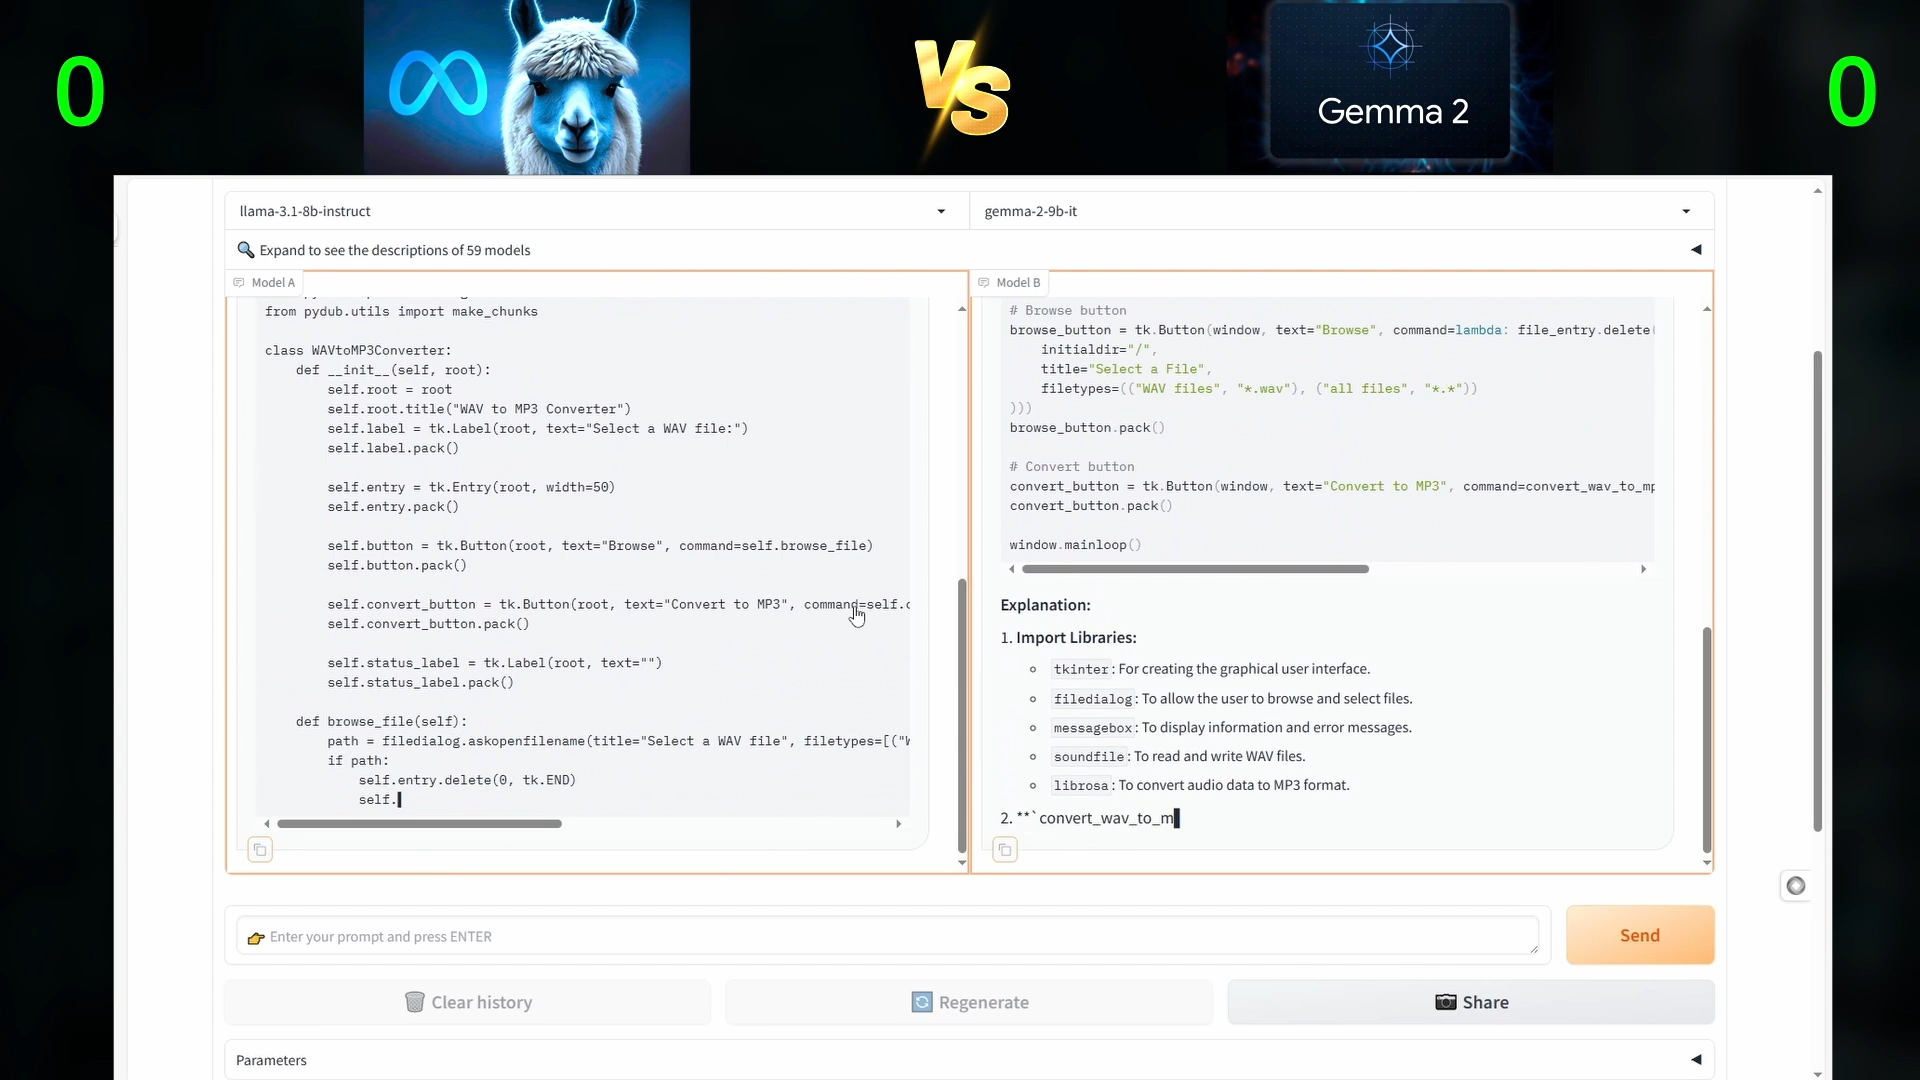 0
VS
Gemma 2
0
llama-3.1-8b-instruct
gemma-2-9b-it
Expand to see the descriptions of 59 models
Model A
from pydub.utils import make_chunks
class WAVtoMP3Converter:
def __init__(self, root):
self.root = root
self.root.title("WAV to MP3 Converter")
self.label = tk.Label(root, text="Select a WAV file:")
self.label.pack()
self.entry = tk.Entry(root, width=50)
self.entry.pack()
self.button = tk.Button(root, text="Browse", command=self.browse_file)
self.button.pack()
self.convert_button = tk.Button(root, text="Convert to MP3", command=self.c
self.convert_button.pack()
self.status_label = tk.Label(root, text="")
self.status_label.pack()
def browse_file(self):
path = filedialog.askopenfilename(title="Select a WAV file", filetypes=[("W
if path:
self.entry.delete(0, tk.END)
self.
Model B
# Browse button
browse_button = tk.Button(window, text="Browse", command=lambda: file_entry.delete(
initialdir="/",
title="Select a File",
filetypes=(("WAV files", "*.wav"), ("all files", "*.*"))
)))
browse_button.pack()
# Convert button
convert_button = tk.Button(window, text="Convert to MP3", command=convert_wav_to_mp
convert_button.pack()
window.mainloop()
Explanation:
1. Import Libraries:
tkinter: For creating the graphical user interface.
filedialog: To allow the user to browse and select files.
messagebox: To display information and error messages.
soundfile: To read and write WAV files.
librosa: To convert audio data to MP3 format.
2. **`convert_wav_to_m
Enter your prompt and press ENTER
Send
Clear history
Regenerate
Share
Parameters